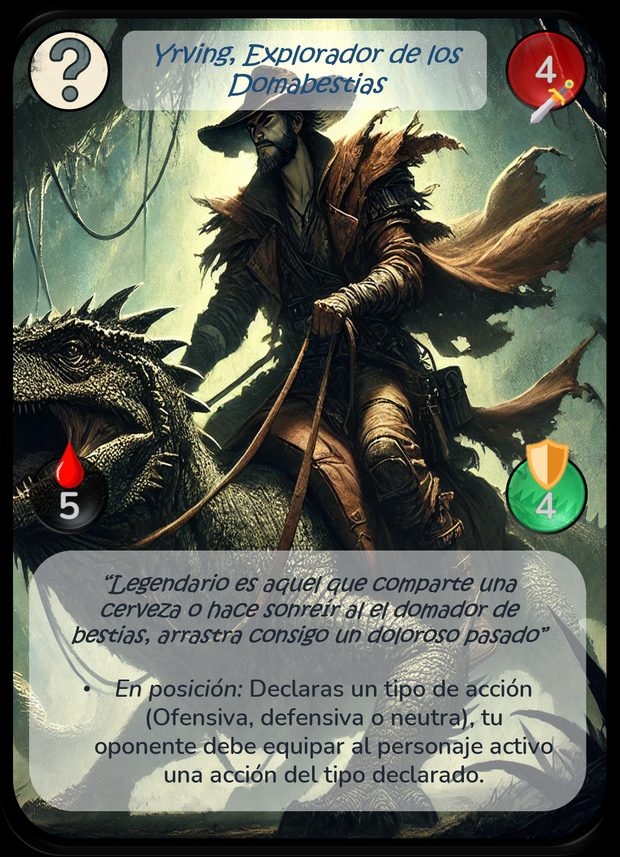 ?
Yrving, Explorador de los
Domabestias
4
5
4
“Legendario es aquel que comparte una
cerveza o hace sonreír al el domador de
bestias, arrastra consigo un doloroso pasado”
• En posición: Declaras un tipo de acción
(Ofensiva, defensiva o neutra), tu
oponente debe equipar al personaje activo
una acción del tipo declarado.